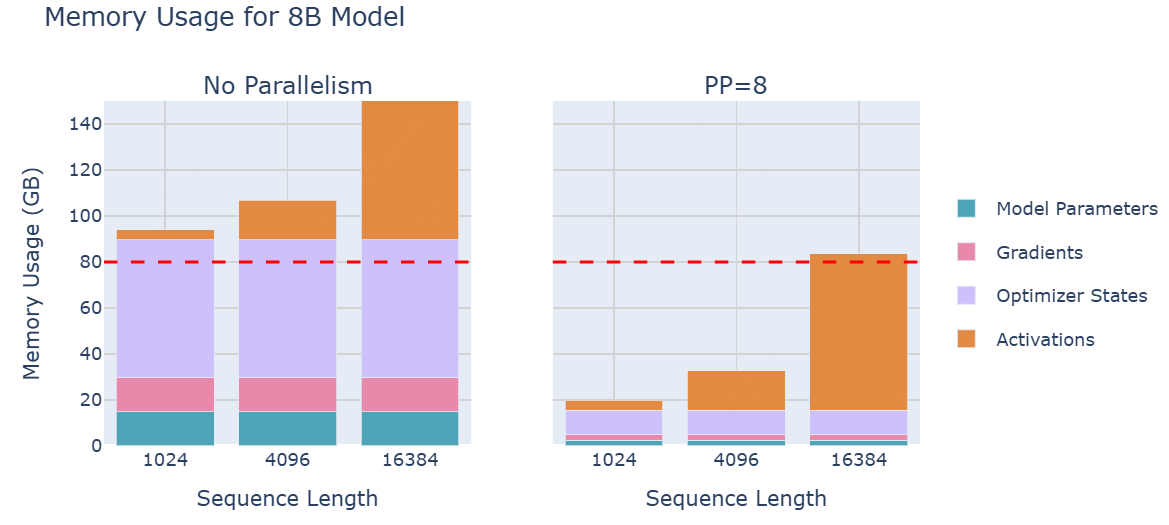 Memory Usage for 8B Model
No Parallelism
PP=8
Memory Usage (GB)
140
120
100
80
60
40
20
0
1024
4096
16384
1024
4096
16384
Sequence Length
Sequence Length
Model Parameters
Gradients
Optimizer States
Activations